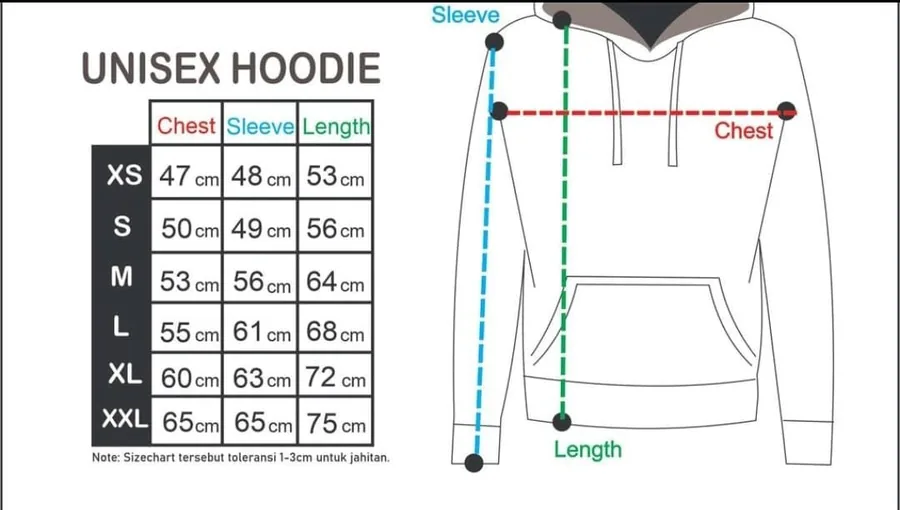 Sleeve
UNISEX HOODIE
Chest Sleeve Length
XS 47 cm 48 cm 53 cm
S 50 cm 49 cm 56 cm
M 53 cm 56 cm 64 cm
L 55 cm 61 cm 68 cm
XL 60 cm 63 cm 72 cm
XXL 65 cm 65 cm 75 cm
Note: Sizechart tersebut toleransi 1-3cm untuk jahitan.
Chest
Length